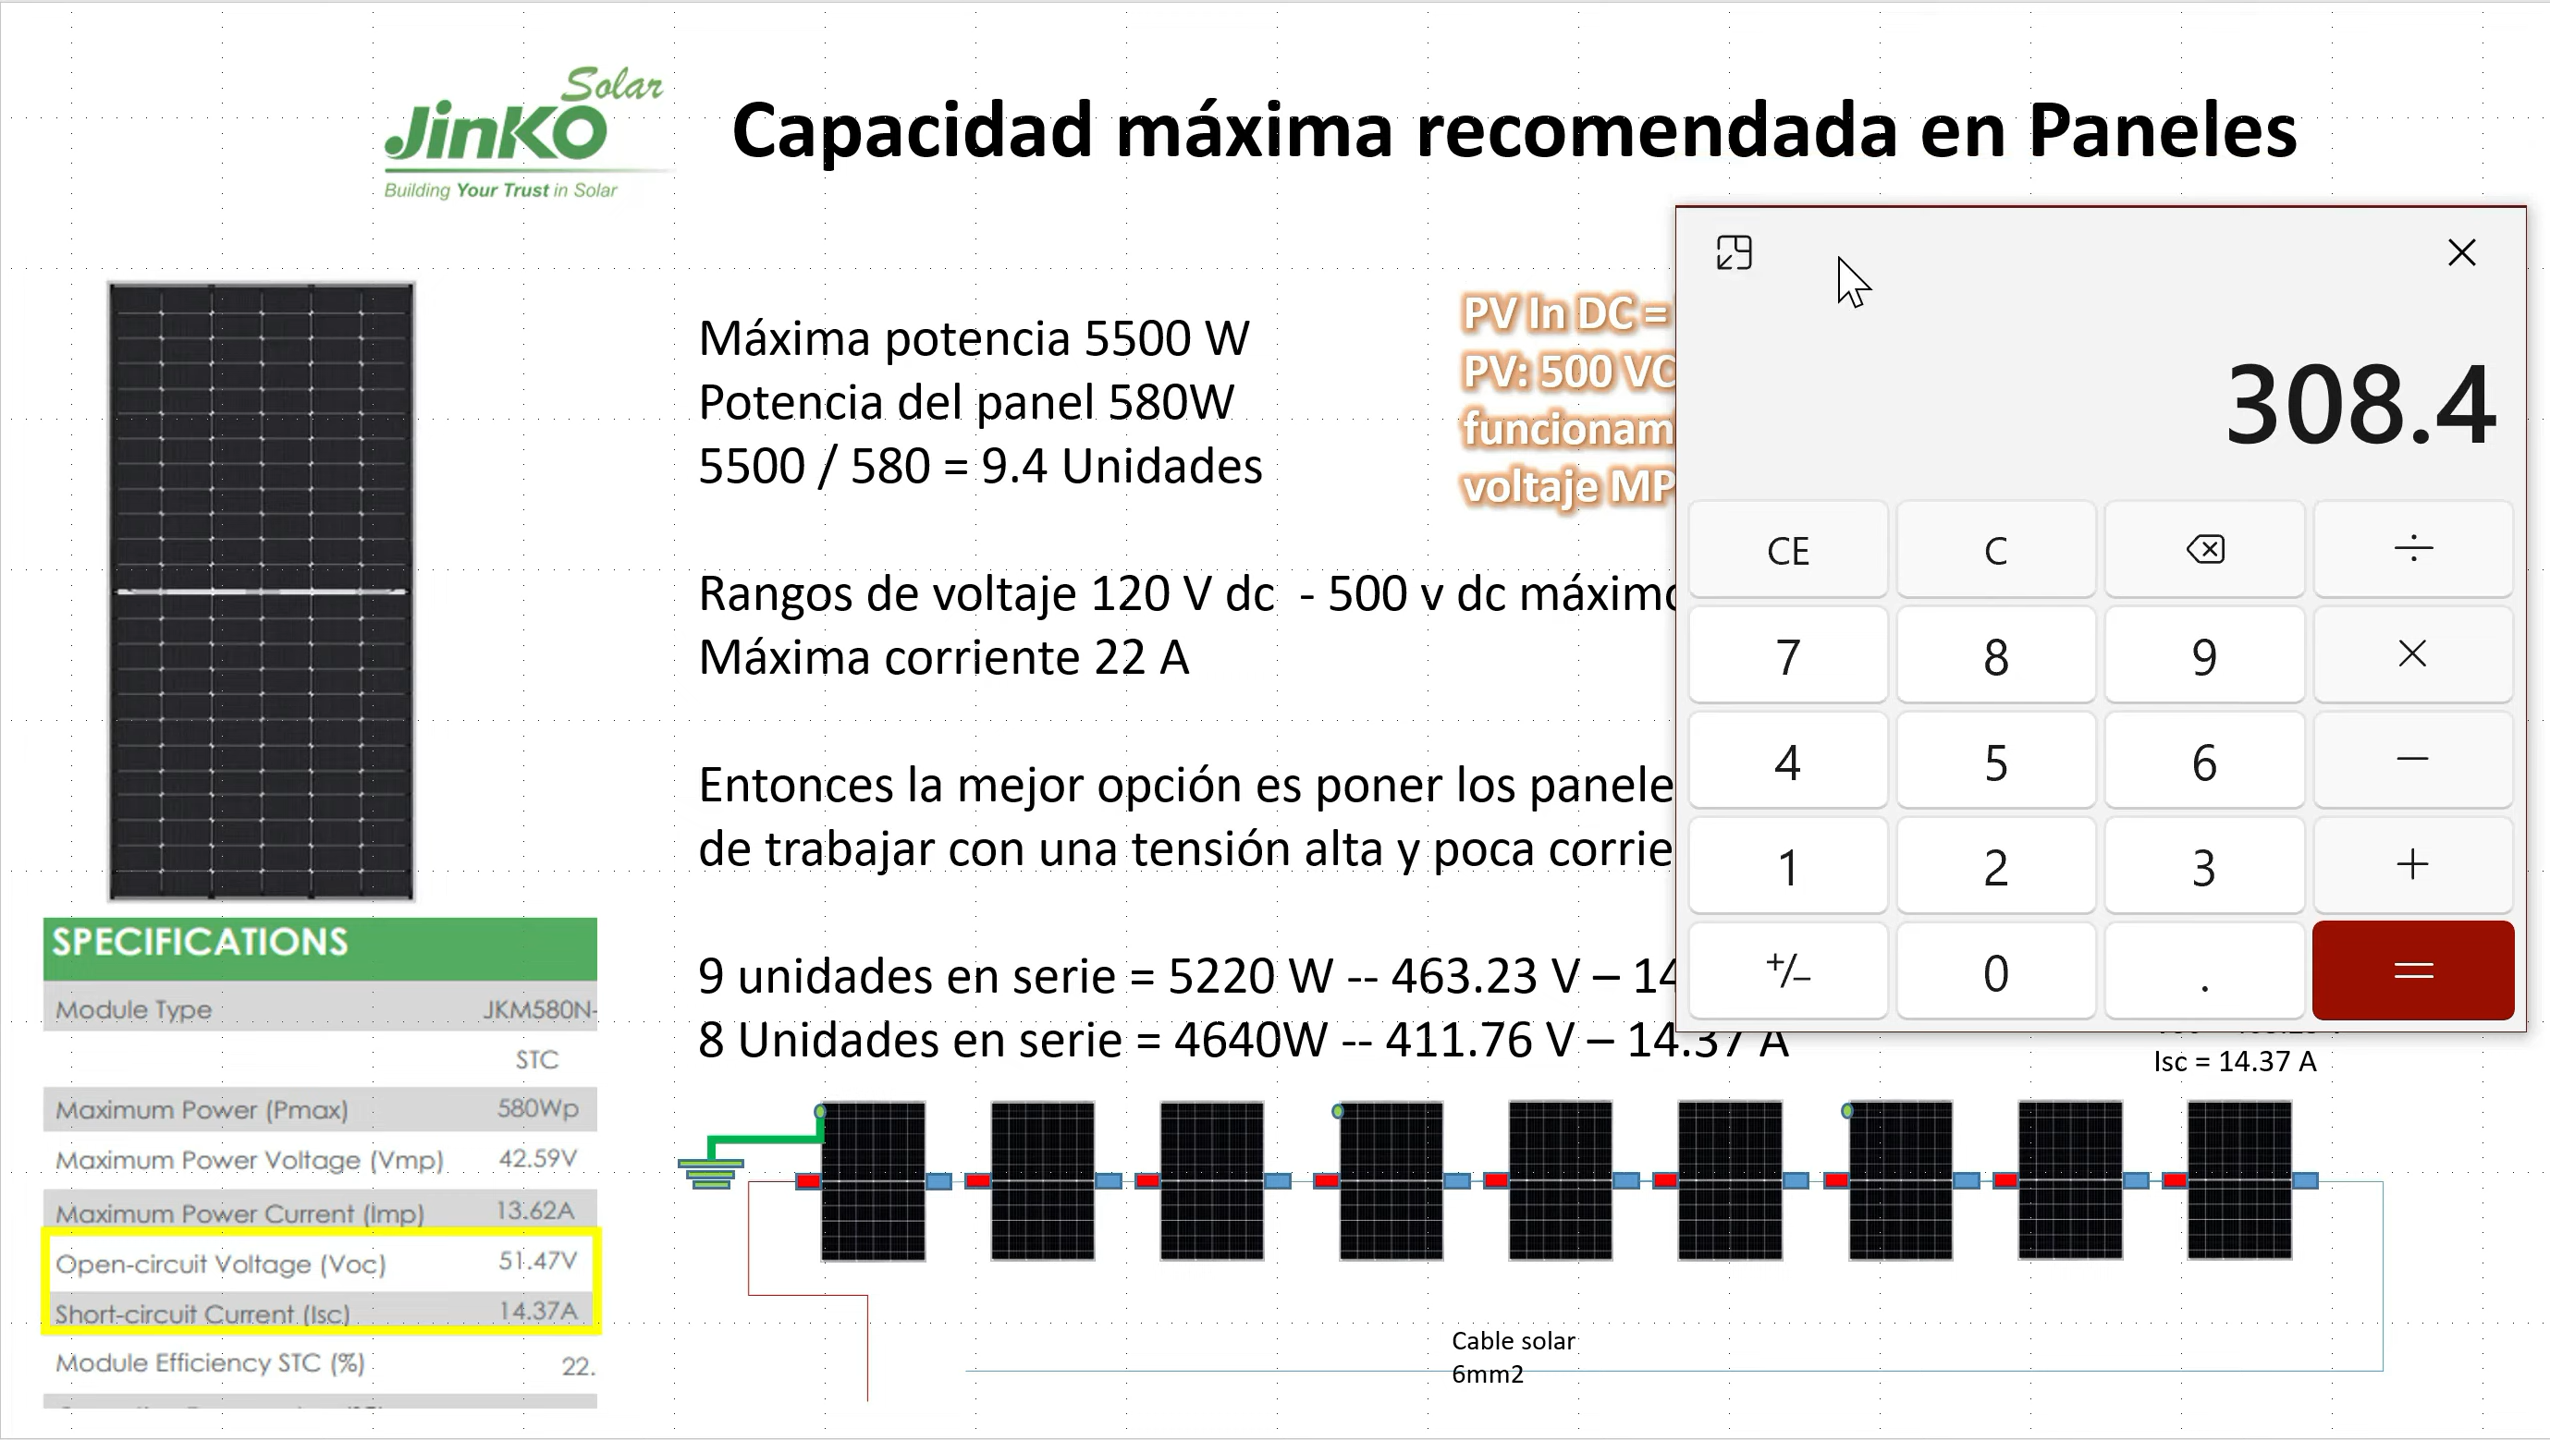 Solar
JinKO
Building Your Trust in Solar
Capacidad máxima recomendada en Paneles
Máxima potencia 5500 W
Potencia del panel 580W
5500 / 580 = 9.4 Unidades
PV In DC =
PV: 500 VC
funcionam
voltaje MP
Rangos de voltaje 120 V dc - 500 v dc máximo
Máxima corriente 22 A
Entonces la mejor opción es poner los panele
de trabajar con una tensión alta y poca corrie
9 unidades en serie = 5220 W -- 463.23 V – 14
8 Unidades en serie = 4640W -- 411.76 V – 14.37 A
308.4
CE C ÷
7 8 9 ×
4 5 6 −
1 2 3 +
+/− 0 . =
Isc = 14.37 A
SPECIFICATIONS
Module Type JKM580N-
STC
Maximum Power (Pmax) 580Wp
Maximum Power Voltage (Vmp) 42.59V
Maximum Power Current (Imp) 13.62A
Open-circuit Voltage (Voc) 51.47V
Short-circuit Current (Isc) 14.37A
Module Efficiency STC (%) 22.
Cable solar
6mm2